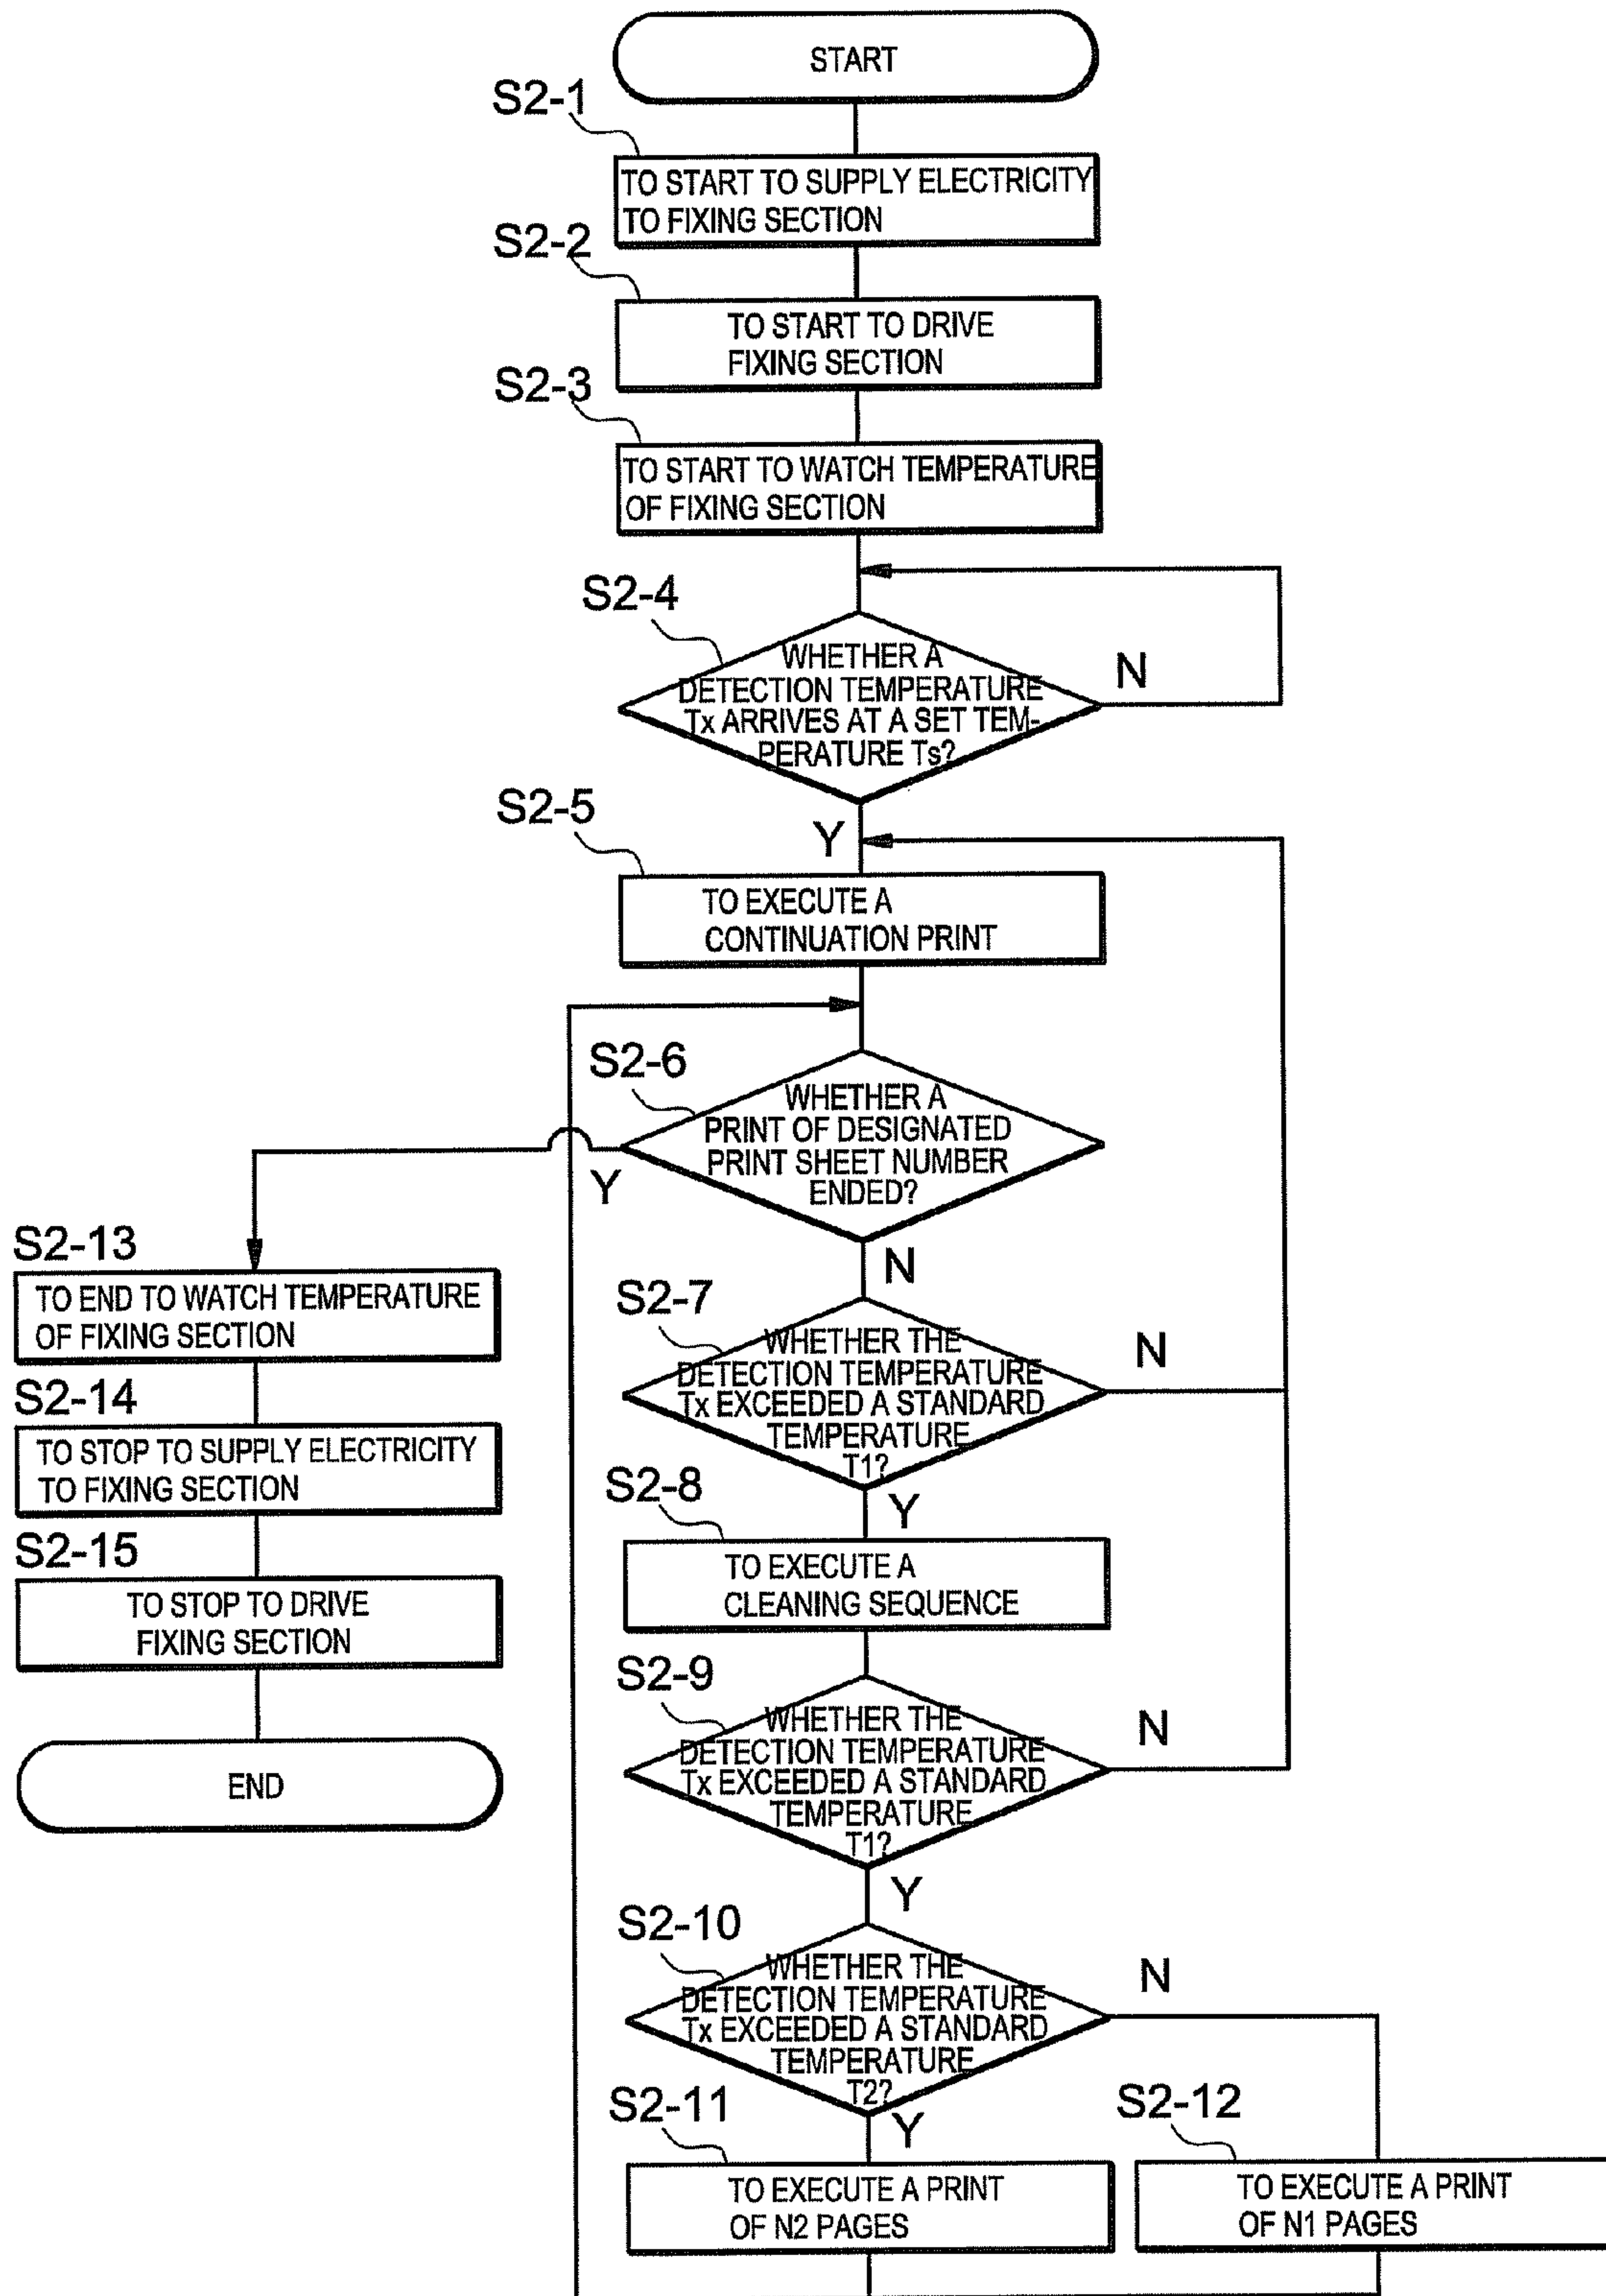 START
S2-1
TO START TO SUPPLY ELECTRICITY
TO FIXING SECTION
S2-2
TO START TO DRIVE
FIXING SECTION
S2-3
TO START TO WATCH TEMPERATURE
OF FIXING SECTION
S2-4
WHETHER A
DETECTION TEMPERATURE
Tx ARRIVES AT A SET TEM-
PERATURE Ts?
N
Y
S2-5
TO EXECUTE A
CONTINUATION PRINT
S2-6
WHETHER A
PRINT OF DESIGNATED
PRINT SHEET NUMBER
ENDED?
Y
N
S2-7
WHETHER THE
DETECTION TEMPERATURE
Tx EXCEEDED A STANDARD
TEMPERATURE
T1?
N
Y
S2-8
TO EXECUTE A
CLEANING SEQUENCE
S2-9
WHETHER THE
DETECTION TEMPERATURE
Tx EXCEEDED A STANDARD
TEMPERATURE
T1?
N
Y
S2-10
WHETHER THE
DETECTION TEMPERATURE
Tx EXCEEDED A STANDARD
TEMPERATURE
T2?
N
Y
S2-11
TO EXECUTE A PRINT
OF N2 PAGES
S2-12
TO EXECUTE A PRINT
OF N1 PAGES
S2-13
TO END TO WATCH TEMPERATURE
OF FIXING SECTION
S2-14
TO STOP TO SUPPLY ELECTRICITY
TO FIXING SECTION
S2-15
TO STOP TO DRIVE
FIXING SECTION
END